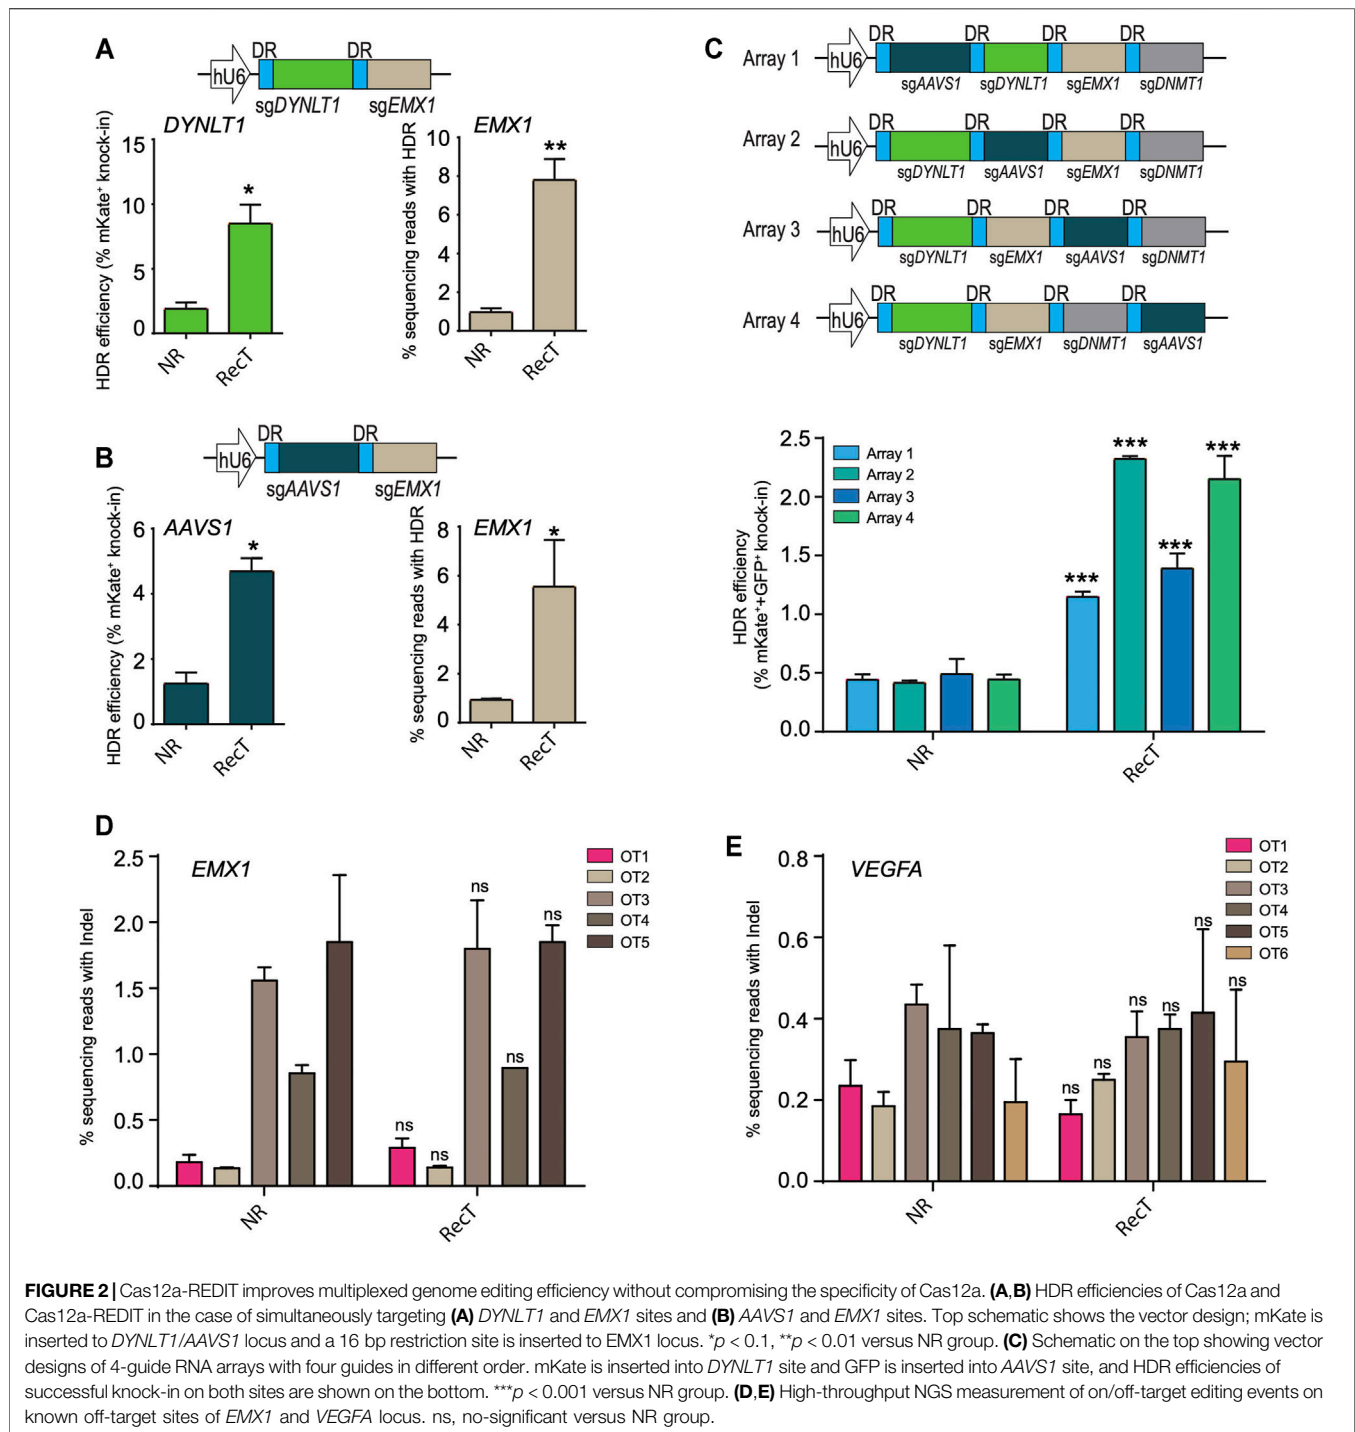 A
DR DR
hU6
sgDYNLT1 sgEMX1
DYNLT1
HDR efficiency (% mKate⁺ knock-in)
15
10
5
0
*
NR
RecT
EMX1
% sequencing reads with HDR
10
8
6
4
2
0
**
NR
RecT
B
DR DR
hU6
sgAAVS1 sgEMX1
AAVS1
HDR efficiency (% mKate⁺ knock-in)
6
4
2
0
*
NR
RecT
EMX1
% sequencing reads with HDR
8
6
4
2
0
*
NR
RecT
C
DR DR DR DR
Array 1 hU6
sgAAVS1 sgDYNLT1 sgEMX1 sgDNMT1
DR DR DR DR
Array 2 hU6
sgDYNLT1 sgAAVS1 sgEMX1 sgDNMT1
DR DR DR DR
Array 3 hU6
sgDYNLT1 sgEMX1 sgAAVS1 sgDNMT1
DR DR DR DR
Array 4 hU6
sgDYNLT1 sgEMX1 sgDNMT1 sgAAVS1
HDR efficiency
(% mKate⁺+GFP⁺ knock-in)
2.5
2.0
1.5
1.0
0.5
0.0
Array 1
Array 2
Array 3
Array 4
*** *** *** ***
NR
RecT
D
EMX1
% sequencing reads with Indel
2.5
2.0
1.5
1.0
0.5
0.0
OT1
OT2
OT3
OT4
OT5
ns ns ns ns ns
NR
RecT
E
VEGFA
% sequencing reads with Indel
0.8
0.6
0.4
0.2
0.0
OT1
OT2
OT3
OT4
OT5
OT6
ns ns ns ns ns ns
NR
RecT
FIGURE 2 | Cas12a-REDIT improves multiplexed genome editing efficiency without compromising the specificity of Cas12a. (A,B) HDR efficiencies of Cas12a and
Cas12a-REDIT in the case of simultaneously targeting (A) DYNLT1 and EMX1 sites and (B) AAVS1 and EMX1 sites. Top schematic shows the vector design; mKate is
inserted to DYNLT1/AAVS1 locus and a 16 bp restriction site is inserted to EMX1 locus. *p < 0.1, **p < 0.01 versus NR group. (C) Schematic on the top showing vector
designs of 4-guide RNA arrays with four guides in different order. mKate is inserted into DYNLT1 site and GFP is inserted into AAVS1 site, and HDR efficiencies of
successful knock-in on both sites are shown on the bottom. ***p < 0.001 versus NR group. (D,E) High-throughput NGS measurement of on/off-target editing events on
known off-target sites of EMX1 and VEGFA locus. ns, no-significant versus NR group.